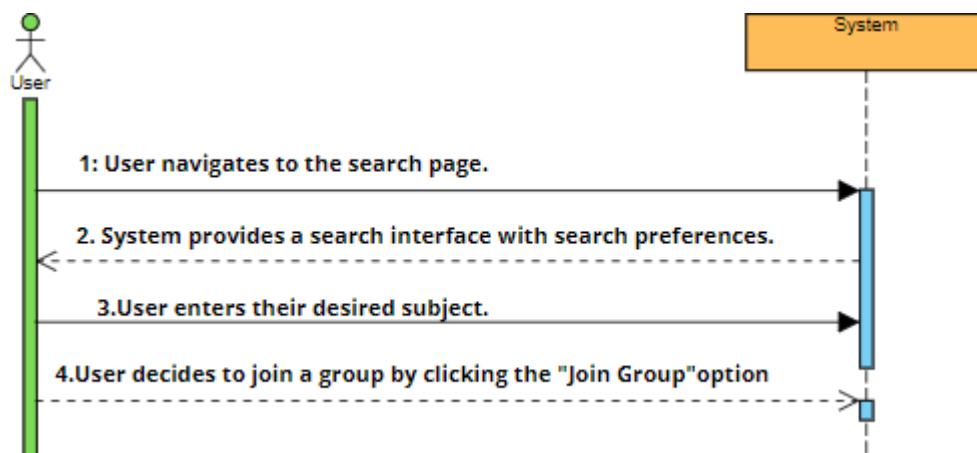 System
User
1: User navigates to the search page.
2. System provides a search interface with search preferences.
3.User enters their desired subject.
4.User decides to join a group by clicking the "Join Group"option